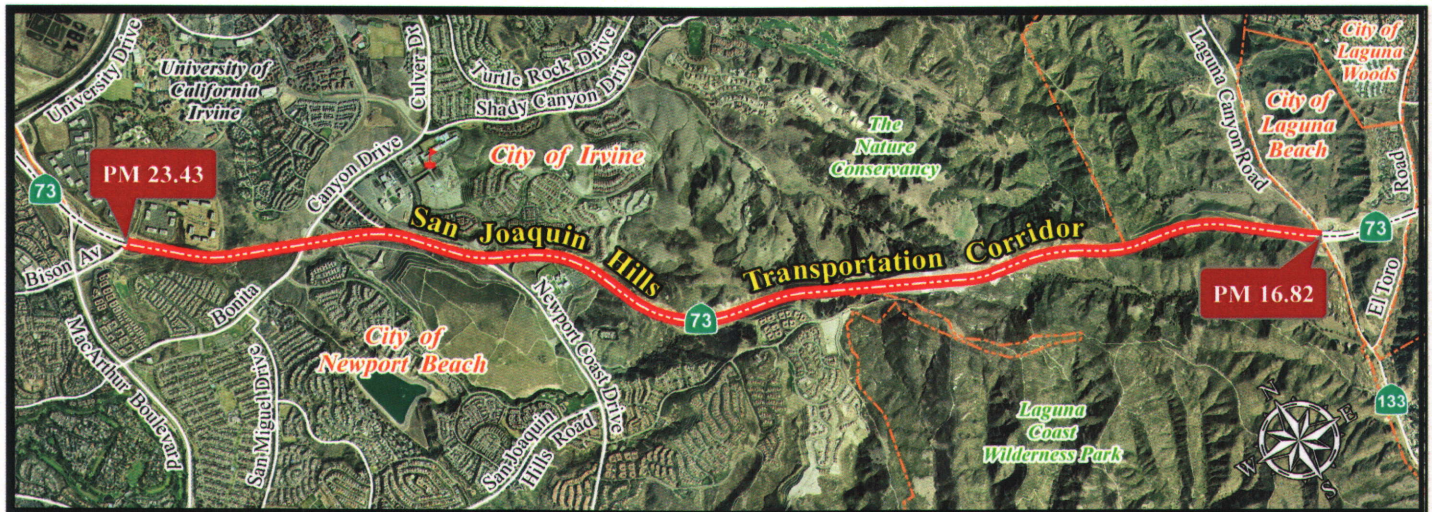 University Drive
University of
California
Irvine
Culver Dr
Turtle Rock Drive
Shady Canyon Drive
Canyon Drive
City of Irvine
The
Nature
Conservancy
Laguna Canyon Road
City of
Laguna
Woods
City of
Laguna
Beach
73
PM 23.43
Bison Av
San Joaquin Hills Transportation Corridor
73
73
PM 16.82
El Toro Road
Bonita
MacArthur Boulevard
San Miguel Drive
City of
Newport Beach
Newport Coast Drive
San Joaquin
Hills Road
Laguna
Coast
Wilderness Park
133
N
E
W
S